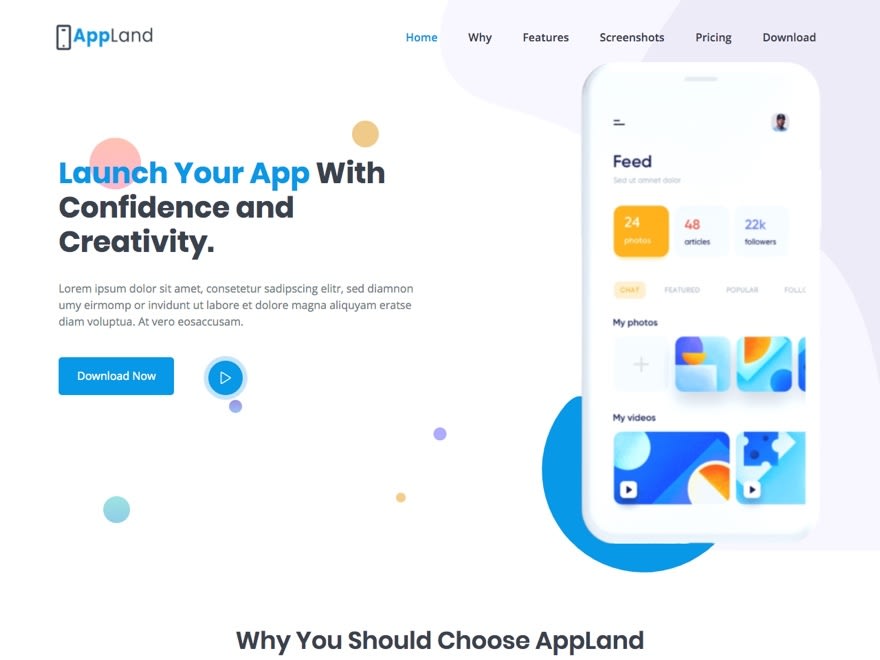 AppLand
Home Why Features Screenshots Pricing Download
Launch Your App With
Confidence and
Creativity.
Lorem ipsum dolor sit amet, consetetur sadipscing elitr, sed diamnon
umy eirmomp or invidunt ut labore et dolore magna aliquyam eratse
diam voluptua. At vero eosaccusam.
Download Now
Feed
Sed ut omnet dolor
24 48 22k
photos articles followers
CHAT FEATURED POPULAR
My photos
My videos
Why You Should Choose AppLand